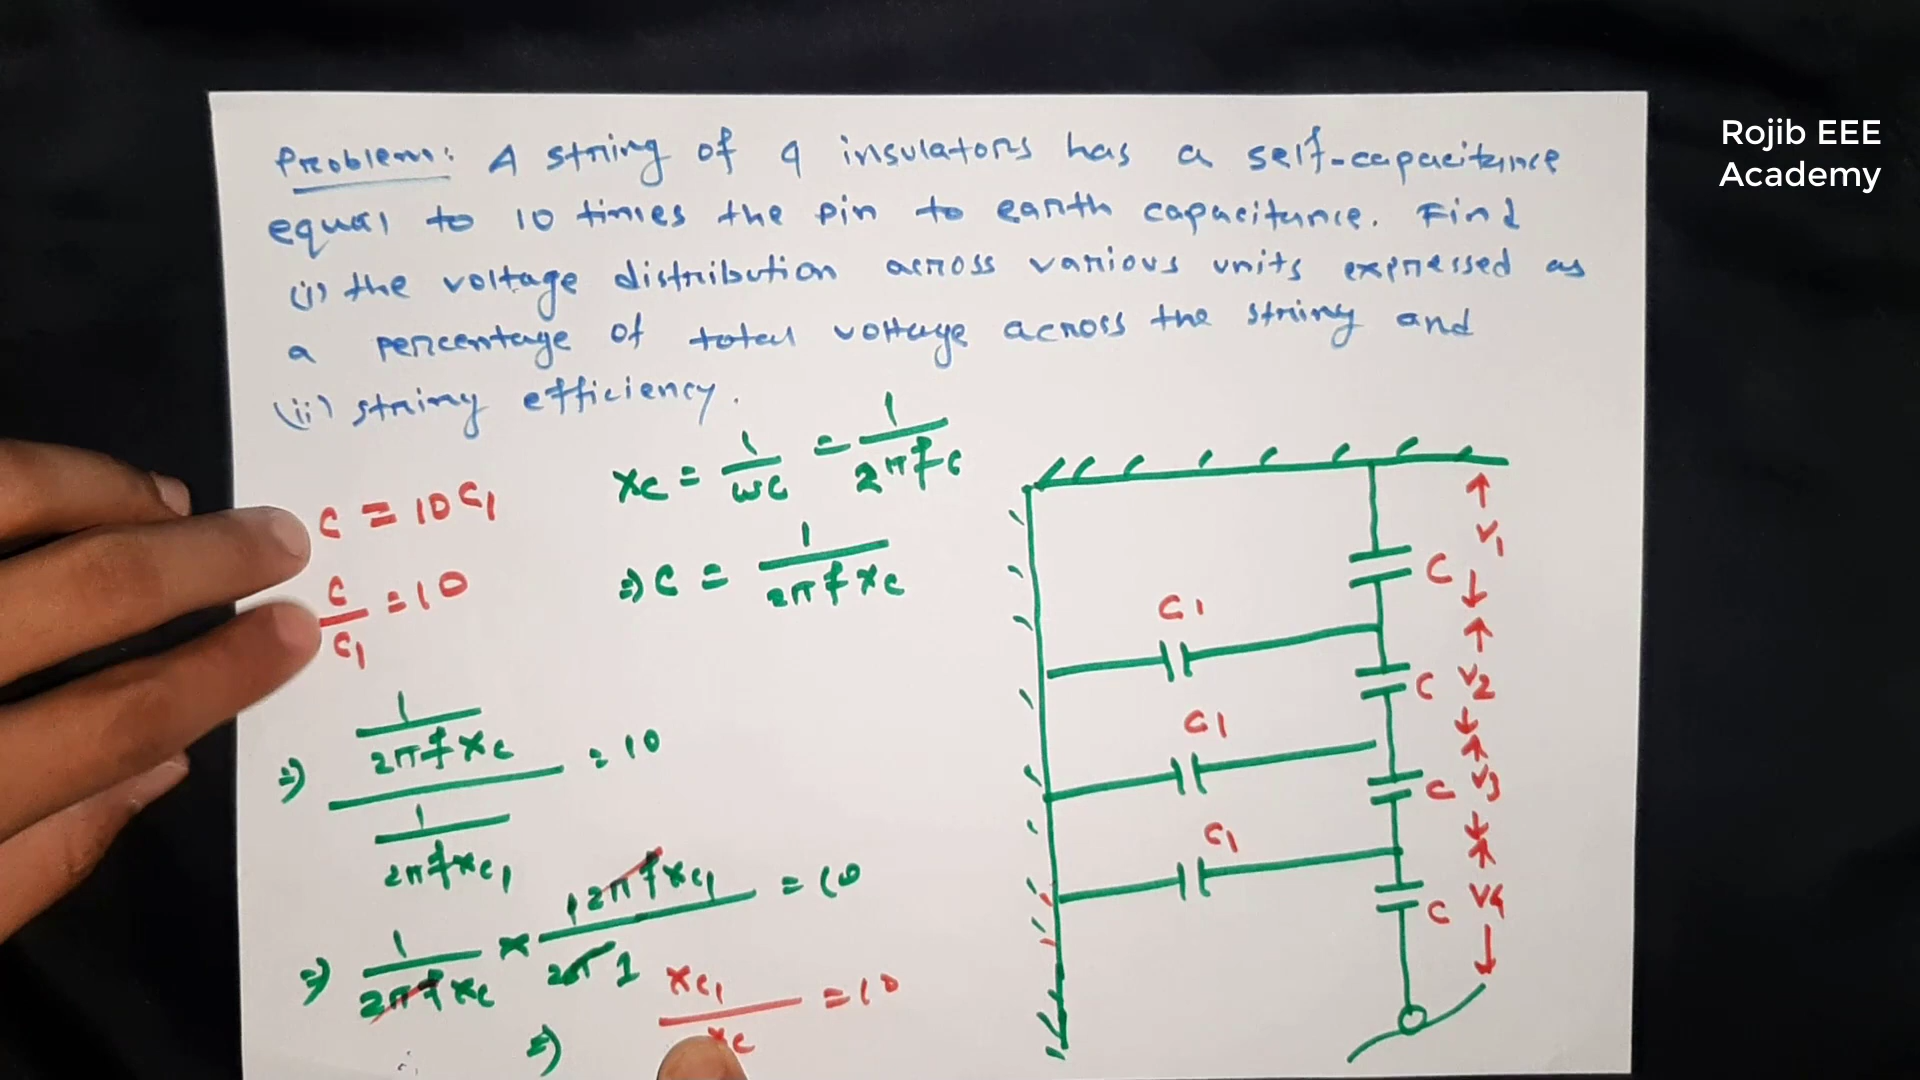 Problem: A string of 4 insulators has a self-capacitance
equal to 10 times the pin to earth capacitance. Find
(i) the voltage distribution across various units expressed as
a percentage of total voltage across the string and
(ii) string efficiency.
Rojib EEE
Academy
C = 10C₁
C/C₁ = 10
Xc = 1/ωC = 1/2πfC
⇒ C = 1/2πfXc
⇒ (1/2πfXc)/(1/2πfXc₁) = 10
⇒ 1/2πfXc × 2πfXc₁/1 = 10
⇒ Xc₁/Xc = 10
V₁
C
C₁
V₂
C
C₁
V₃
C
C₁
V₄
C